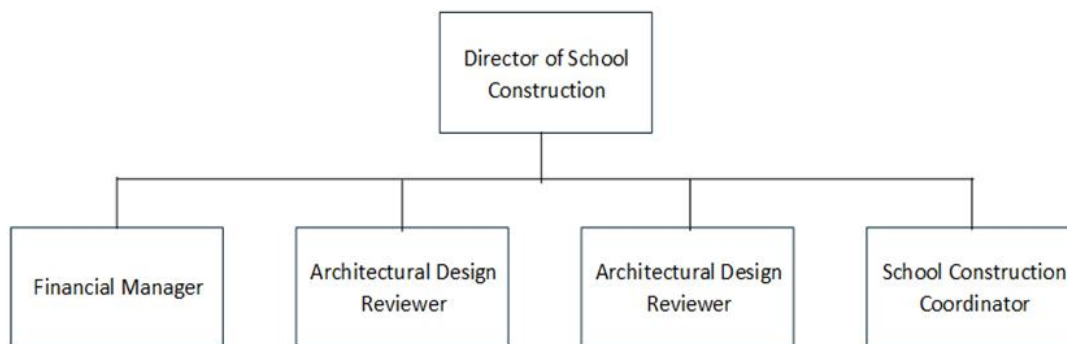 Director of School
Construction
Financial Manager
Architectural Design
Reviewer
Architectural Design
Reviewer
School Construction
Coordinator